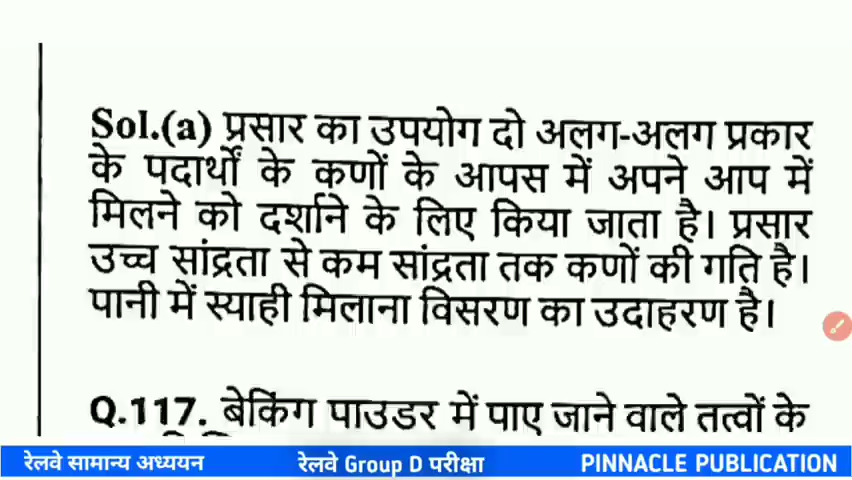 Sol.(a) प्रसार का उपयोग दो अलग-अलग प्रकार
के पदार्थों के कणों के आपस में अपने आप में
मिलने को दर्शाने के लिए किया जाता है। प्रसार
उच्च सांद्रता से कम सांद्रता तक कणों की गति है।
पानी में स्याही मिलाना विसरण का उदाहरण है।
Q.117. बेकिंग पाउडर में पाए जाने वाले तत्वों के
रेलवे सामान्य अध्ययन रेलवे Group D परीक्षा PINNACLE PUBLICATION